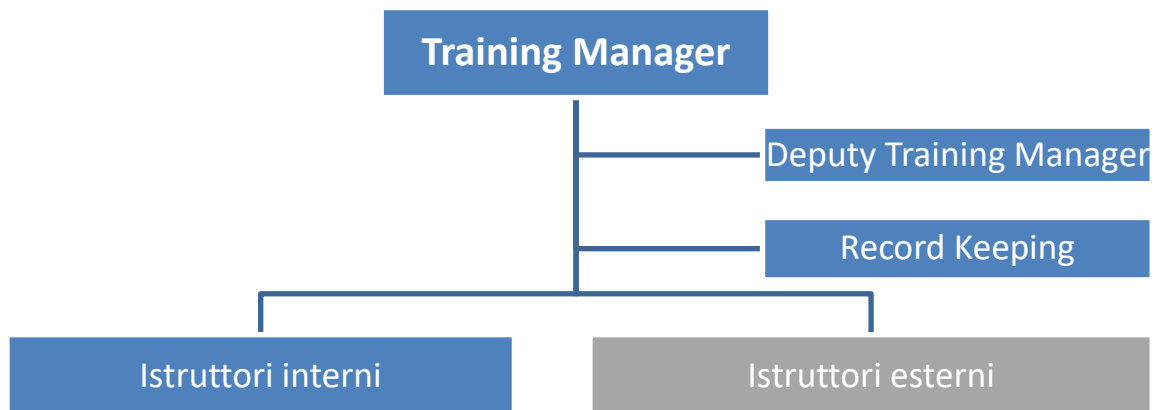 Training Manager
Deputy Training Manager
Record Keeping
Istruttori interni
Istruttori esterni